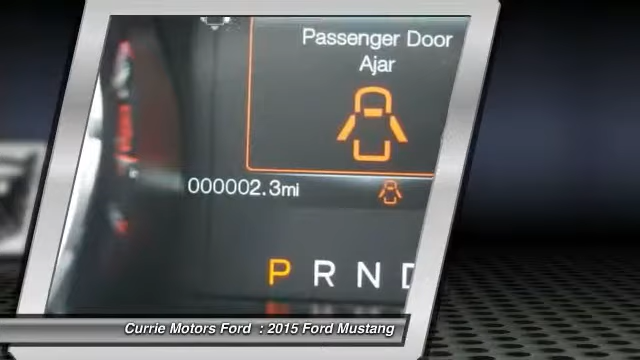 Passenger Door
Ajar
000002.3mi
P R N D
Currie Motors Ford : 2015 Ford Mustang